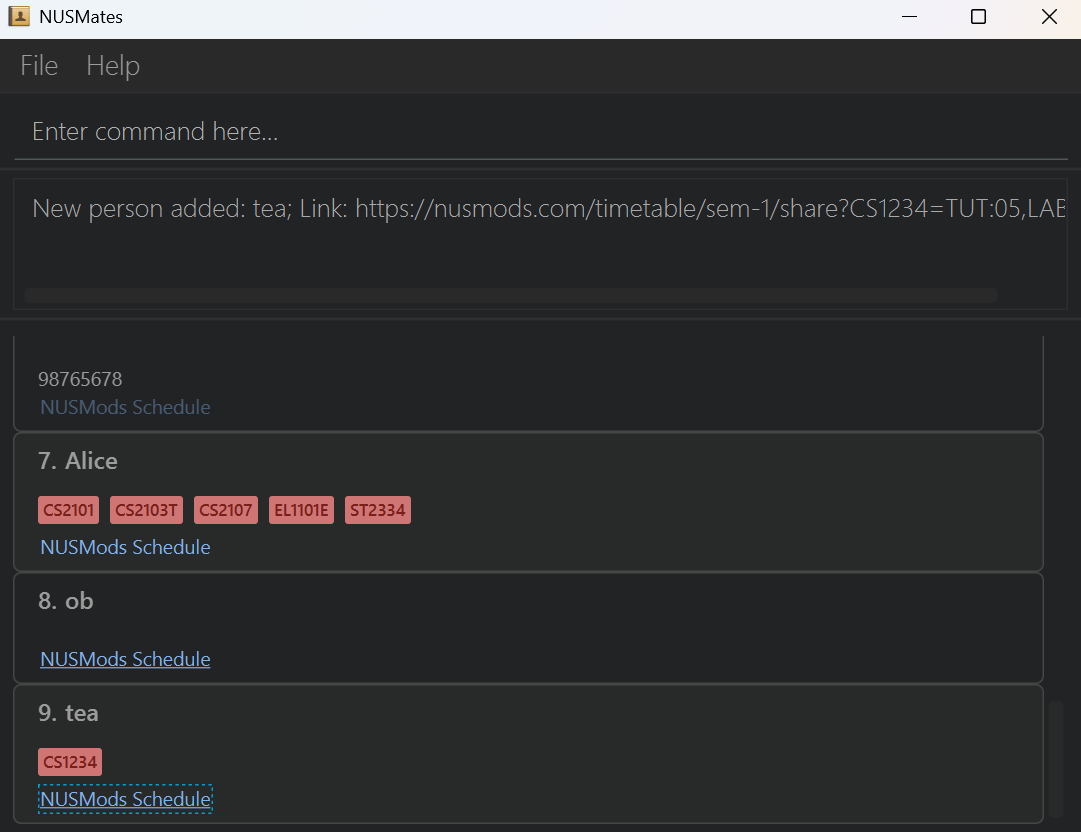 NUSMates
File Help
Enter command here...
New person added: tea; Link: https://nusmods.com/timetable/sem-1/share?CS1234=TUT:05,LAB
98765678
NUSMods Schedule
7. Alice
CS2101 CS2103T CS2107 EL1101E ST2334
NUSMods Schedule
8. ob
NUSMods Schedule
9. tea
CS1234
NUSMods Schedule